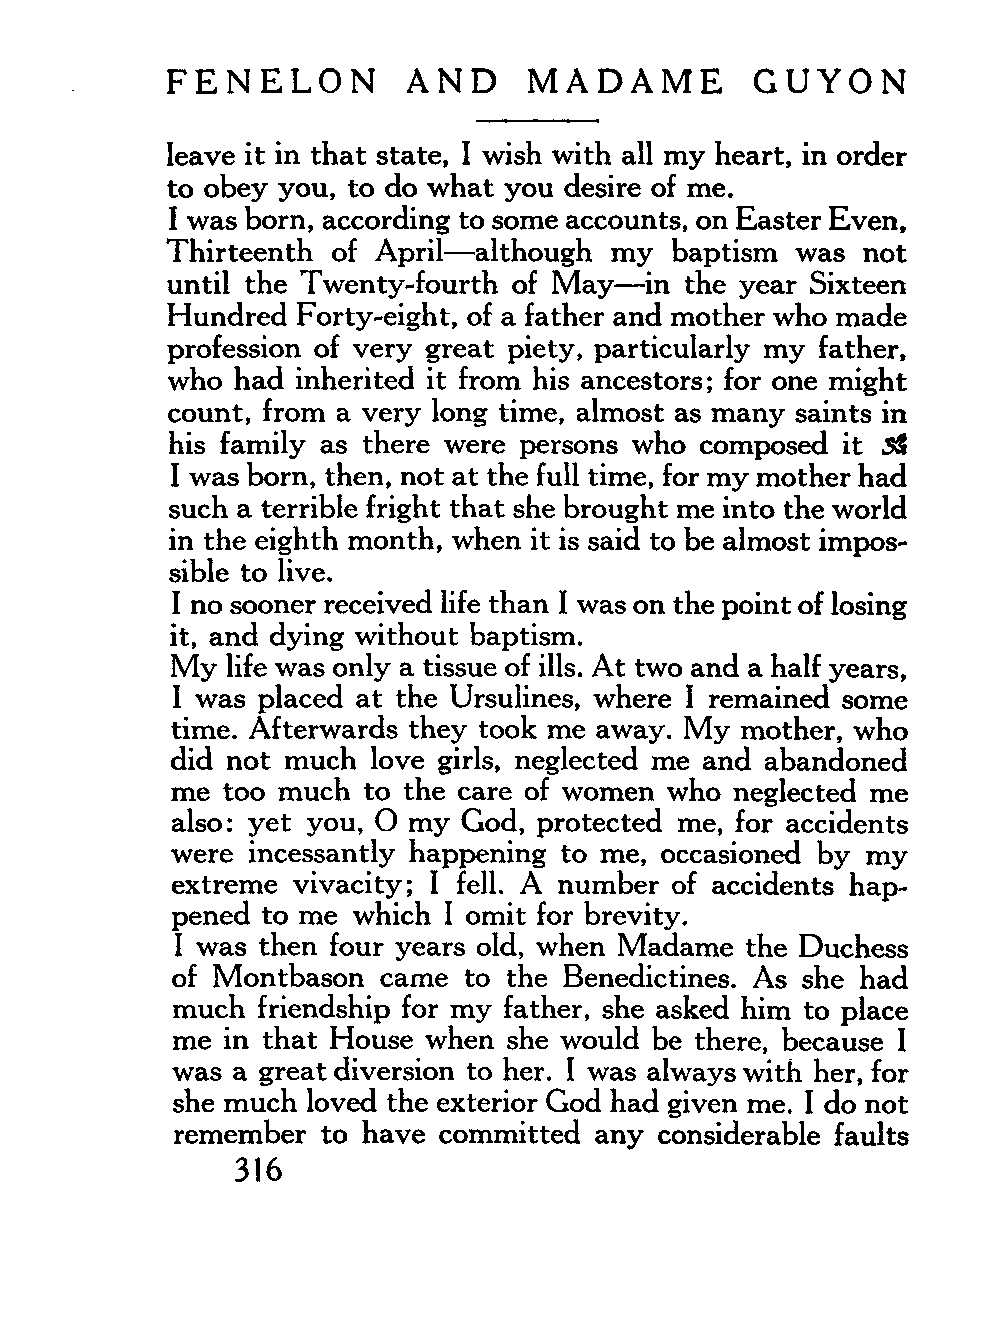 FENELON AND MADAME GUYON
leave it in that state, I wish with all my heart, in order
to obey you, to do what you desire of me.
I was born, according to some accounts, on Easter Even,
Thirteenth of April—although my baptism was not
until the Twenty-fourth of May—in the year Sixteen
Hundred Forty-eight, of a father and mother who made
profession of very great piety, particularly my father,
who had inherited it from his ancestors; for one might
count, from a very long time, almost as many saints in
his family as there were persons who composed it
I was born, then, not at the full time, for my mother had
such a terrible fright that she brought me into the world
in the eighth month, when it is said to be almost impos-
sible to live.
I no sooner received life than I was on the point of losing
it, and dying without baptism.
My life was only a tissue of ills. At two and a half years,
I was placed at the Ursulines, where I remained some
time. Afterwards they took me away. My mother, who
did not much love girls, neglected me and abandoned
me too much to the care of women who neglected me
also: yet you, O my God, protected me, for accidents
were incessantly happening to me, occasioned by my
extreme vivacity; I fell. A number of accidents hap-
pened to me which I omit for brevity.
I was then four years old, when Madame the Duchess
of Montbason came to the Benedictines. As she had
much friendship for my father, she asked him to place
me in that House when she would be there, because I
was a great diversion to her. I was always with her, for
she much loved the exterior God had given me. I do not
remember to have committed any considerable faults
316